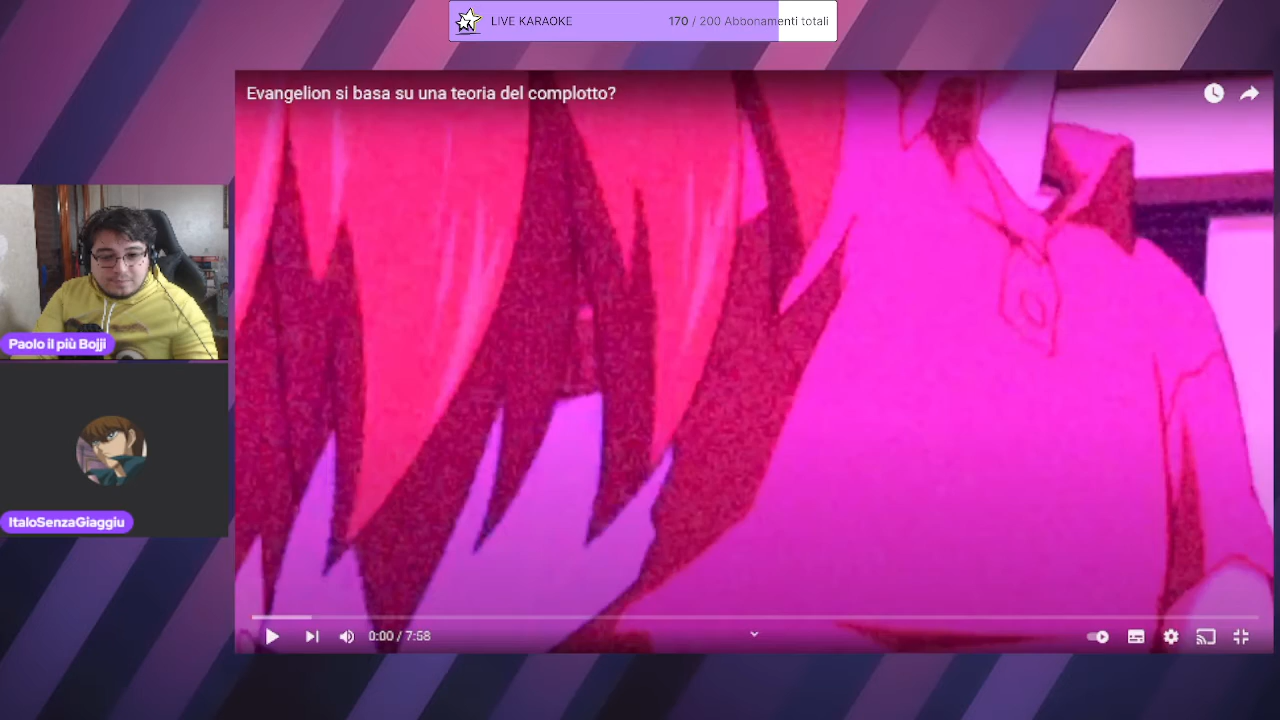 LIVE KARAOKE
170 / 200 Abbonamenti totali
Evangelion si basa su una teoria del complotto?
Paolo il più Bojji
ItaloSenzaGiaggiu
0:00 / 7:58